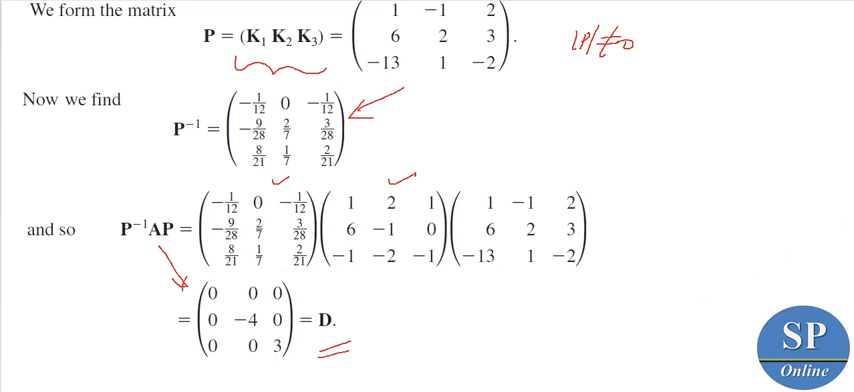 We form the matrix
P = (K₁ K₂ K₃) = ( 1 −1 2
6 2 3
−13 1 −2 ) .
|P|≠0
Now we find
P⁻¹ = ( −1/12 0 −1/12
−9/28 2/7 3/28
8/21 1/7 2/21 )
and so P⁻¹AP = ( −1/12 0 −1/12
−9/28 2/7 3/28
8/21 1/7 2/21 ) ( 1 2 1
6 −1 0
−1 −2 −1 ) ( 1 −1 2
6 2 3
−13 1 −2 )
= ( 0 0 0
0 −4 0
0 0 3 ) = D.
SP
Online